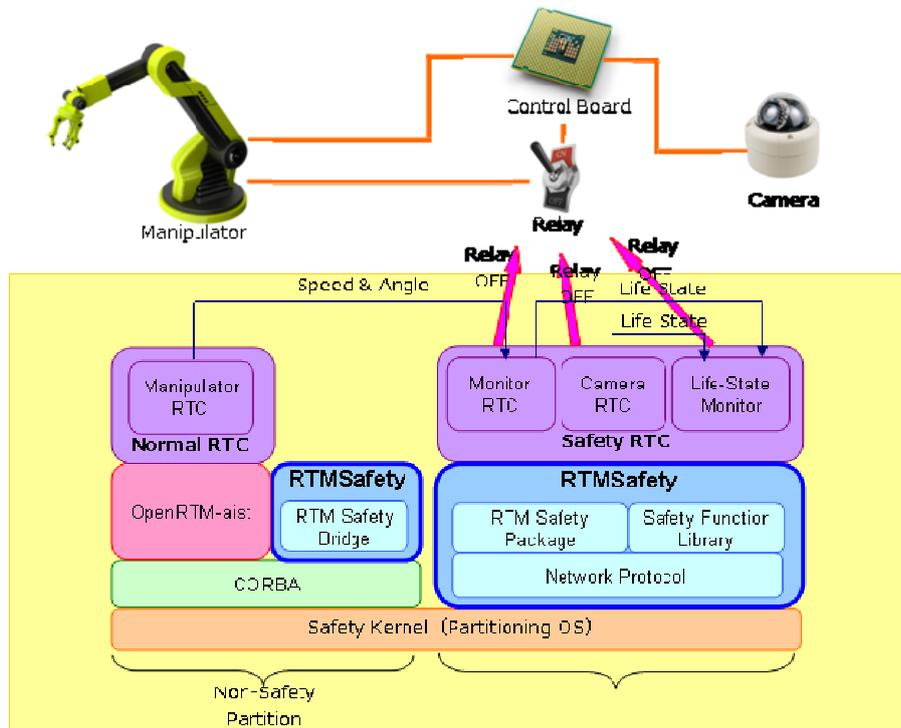 Control Board
Camera
Manipulator
Relay
Relay
OFF
Relay
OFF
Relay
OFF
Speed & Angle
Life State
Life State
Manipulator
RTC
Normal RTC
Monitor
RTC
Camera
RTC
Life-State
Monitor
Safety RTC
OpenRTM-aist
RTMSafety
RTM Safety
Bridge
RTMSafety
RTM Safety
Package
Safety Function
Library
Network Protocol
CORBA
Safety Kernel (Partitioning OS)
Non-Safety
Partition